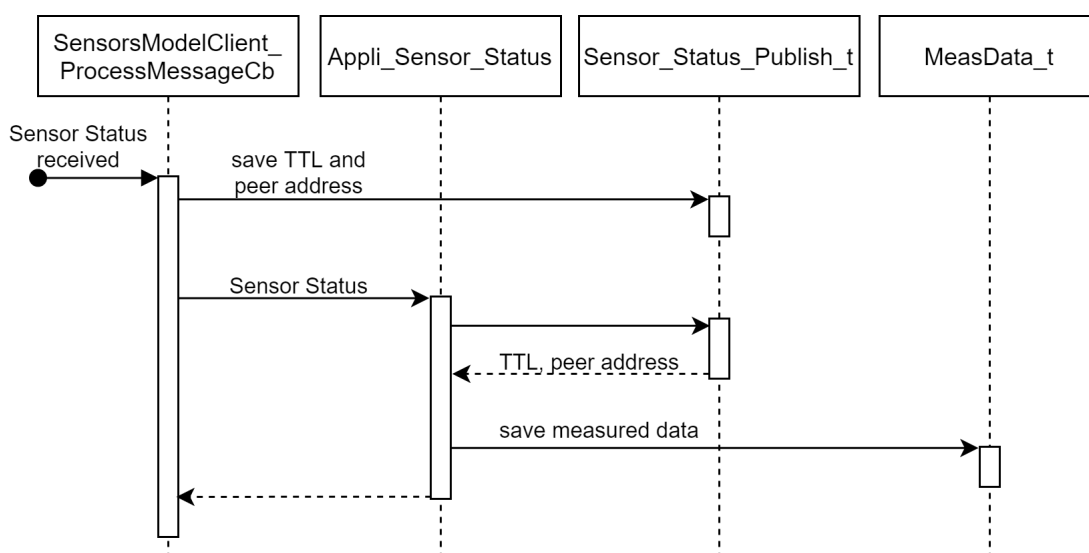 SensorsModelClient_
ProcessMessageCb
Appli_Sensor_Status
Sensor_Status_Publish_t
MeasData_t
Sensor Status
received
save TTL and
peer address
Sensor Status
TTL, peer address
save measured data